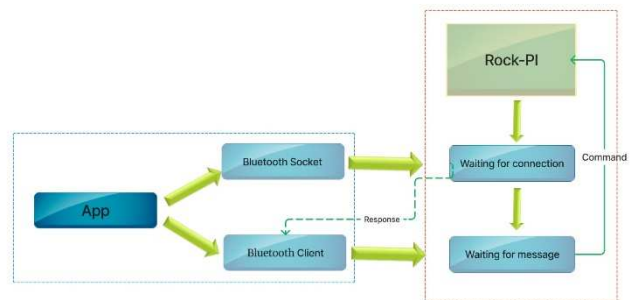 Rock-PI
Bluetooth Socket
Waiting for connection
Command
App
Response
Bluetooth Client
Waiting for message